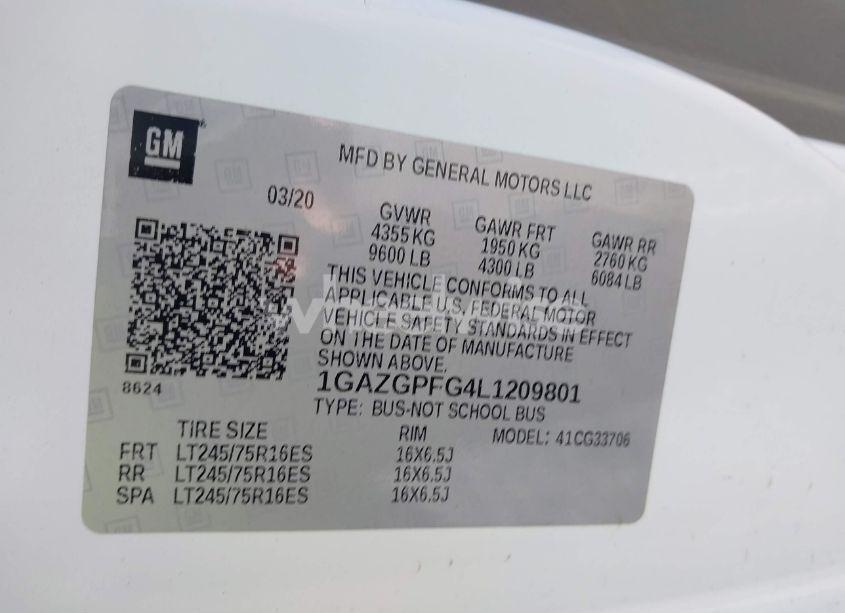 GM
MFD BY GENERAL MOTORS LLC
03/20
GVWR GAWR FRT GAWR RR
4355 KG 1950 KG 2760 KG
9600 LB 4300 LB 6084 LB
THIS VEHICLE CONFORMS TO ALL
APPLICABLE U.S. FEDERAL MOTOR
VEHICLE SAFETY STANDARDS IN EFFECT
ON THE DATE OF MANUFACTURE
SHOWN ABOVE.
8624
1GAZGPFG4L1209801
TYPE: BUS-NOT SCHOOL BUS
TIRE SIZE RIM MODEL: 41CG33706
FRT LT245/75R16ES 16X6.5J
RR LT245/75R16ES 16X6.5J
SPA LT245/75R16ES 16X6.5J